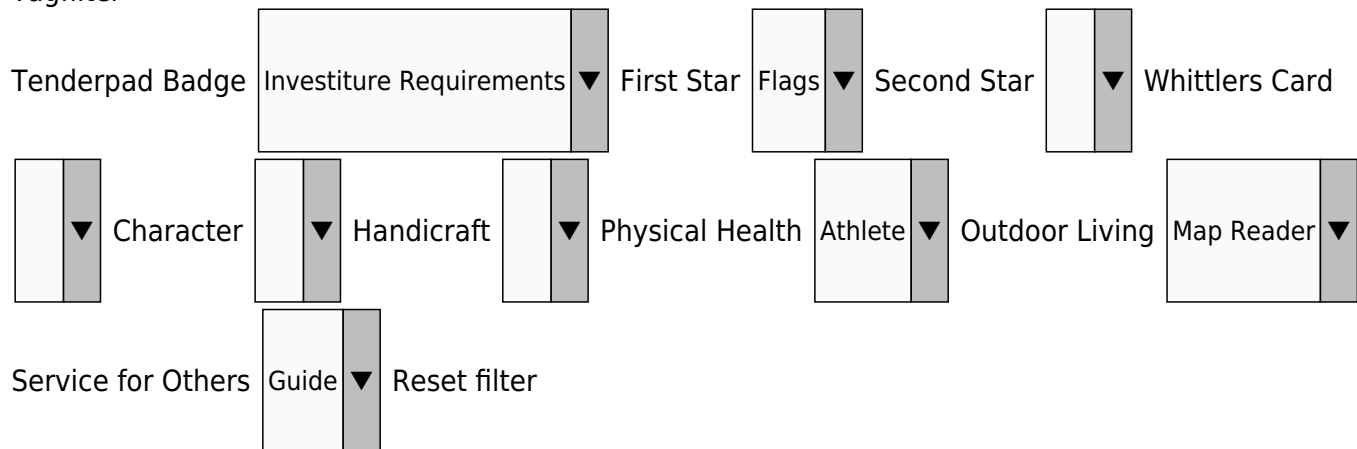 Tenderpad Badge Investiture Requirements ▼ First Star Flags ▼ Second Star ▼ Whittlers Card
▼ Character ▼ Handicraft ▼ Physical Health Athlete ▼ Outdoor Living Map Reader ▼
Service for Others Guide ▼ Reset filter